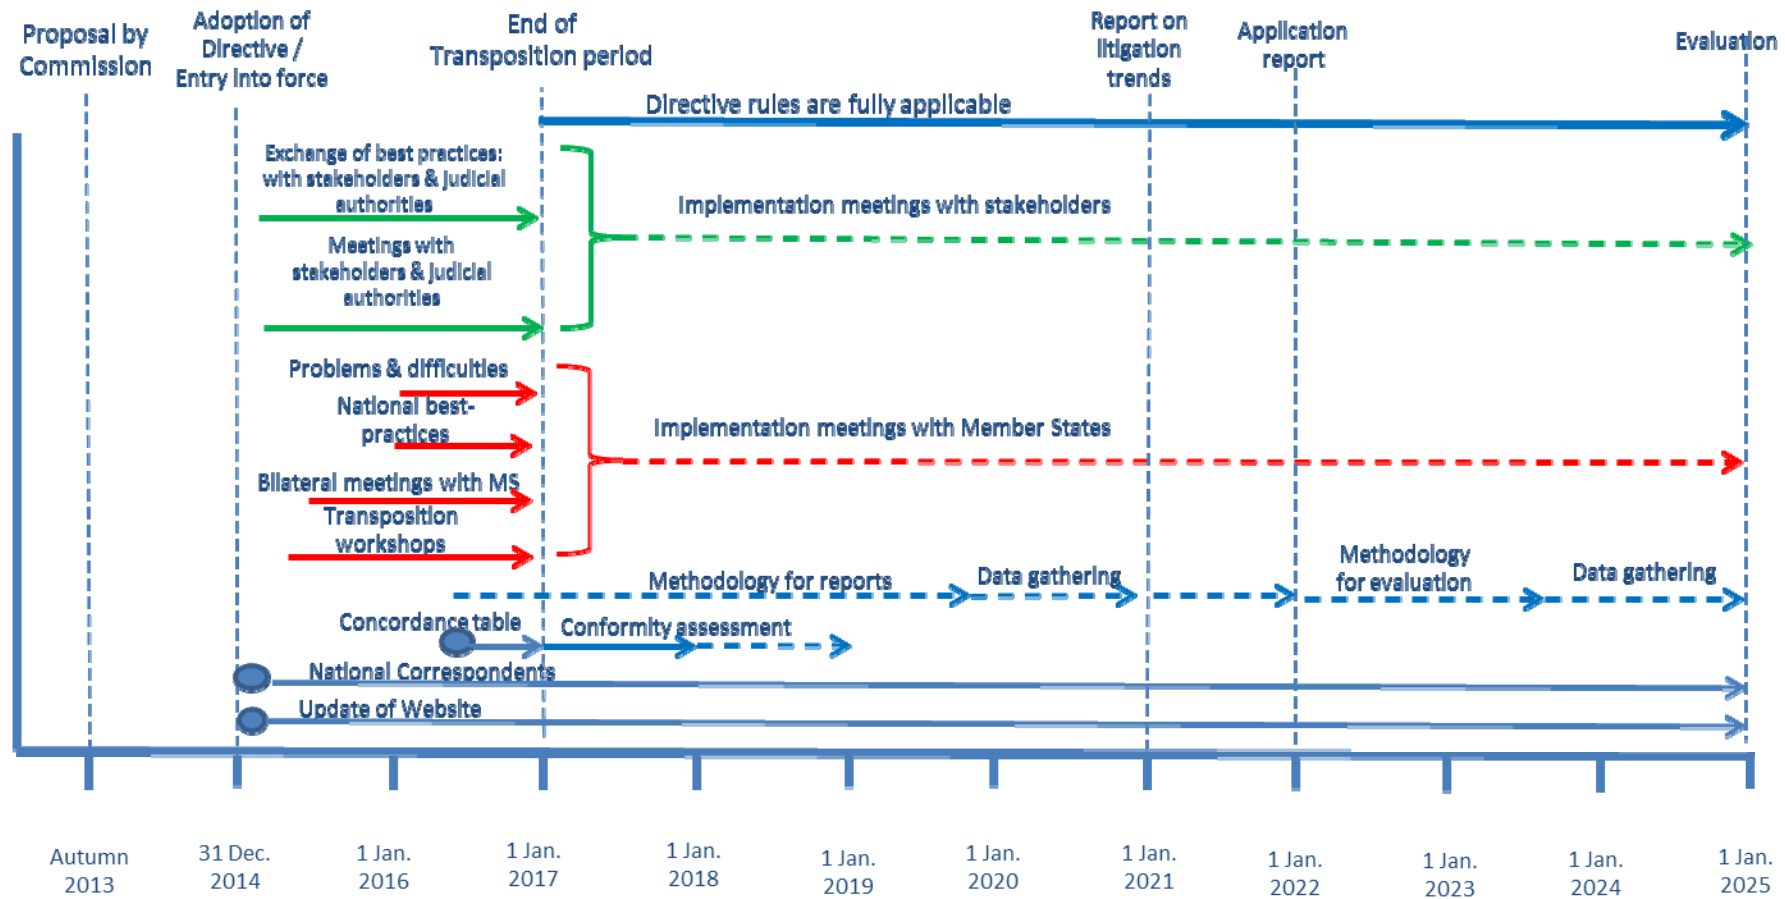 Proposal by
Commission
Adoption of
Directive /
Entry into force
End of
Transposition period
Report on
litigation
trends
Application
report
Evaluation
Directive rules are fully applicable
Exchange of best practices:
with stakeholders & judicial
authorities
Implementation meetings with stakeholders
Meetings with
stakeholders & judicial
authorities
Problems & difficulties
National best-
practices
Implementation meetings with Member States
Bilateral meetings with MS
Transposition
workshops
Methodology for reports
Data gathering
Methodology
for evaluation
Data gathering
Concordance table
Conformity assessment
National Correspondents
Update of Website
Autumn
2013
31 Dec.
2014
1 Jan.
2016
1 Jan.
2017
1 Jan.
2018
1 Jan.
2019
1 Jan.
2020
1 Jan.
2021
1 Jan.
2022
1 Jan.
2023
1 Jan.
2024
1 Jan.
2025